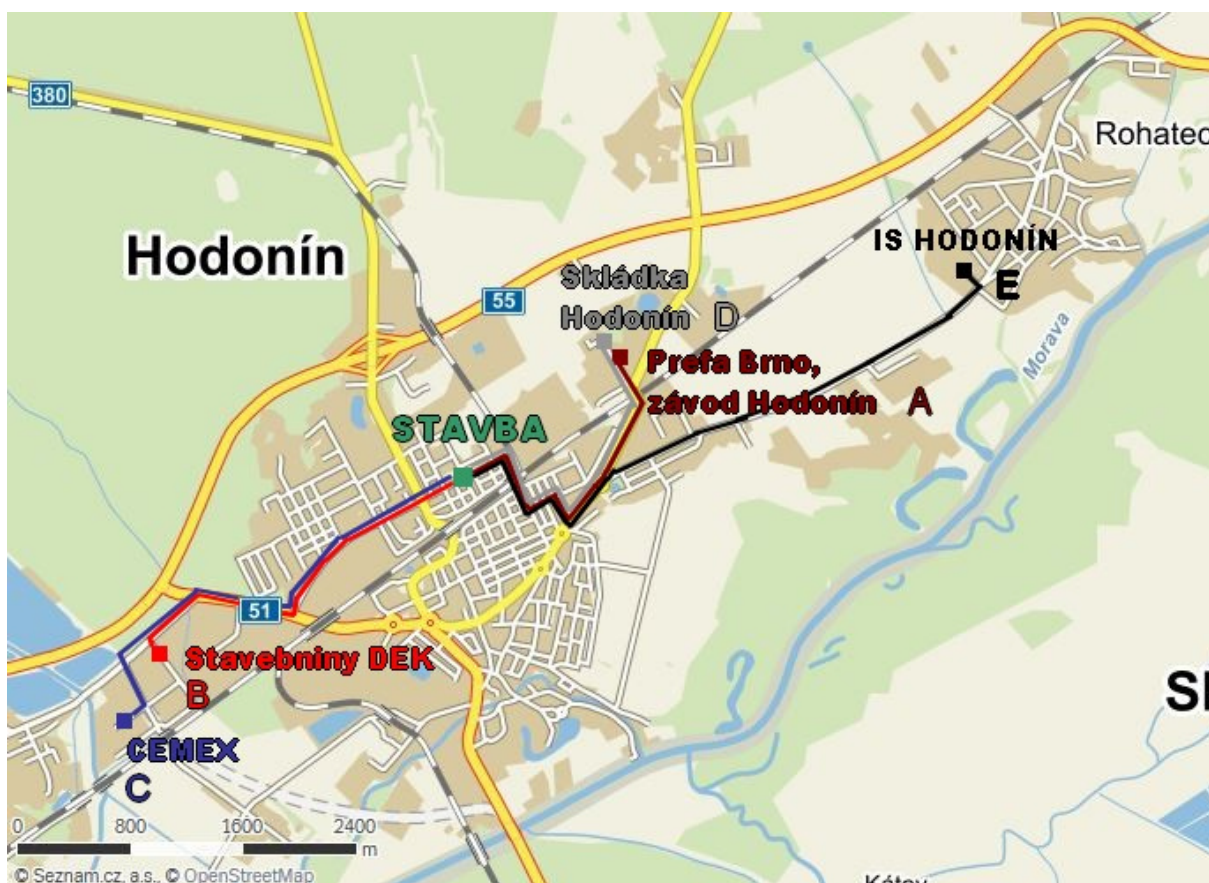 380
Rohatec
Hodonín
IS HODONÍN
E
Skládka
Hodonín D
55
Morava
Prefa Brno,
závod Hodonín A
STAVBA
51
Stavebniny DEK
B
Sl
CEMEX
C
0 800 1600 2400
m
© Seznam.cz, a.s., © OpenStreetMap